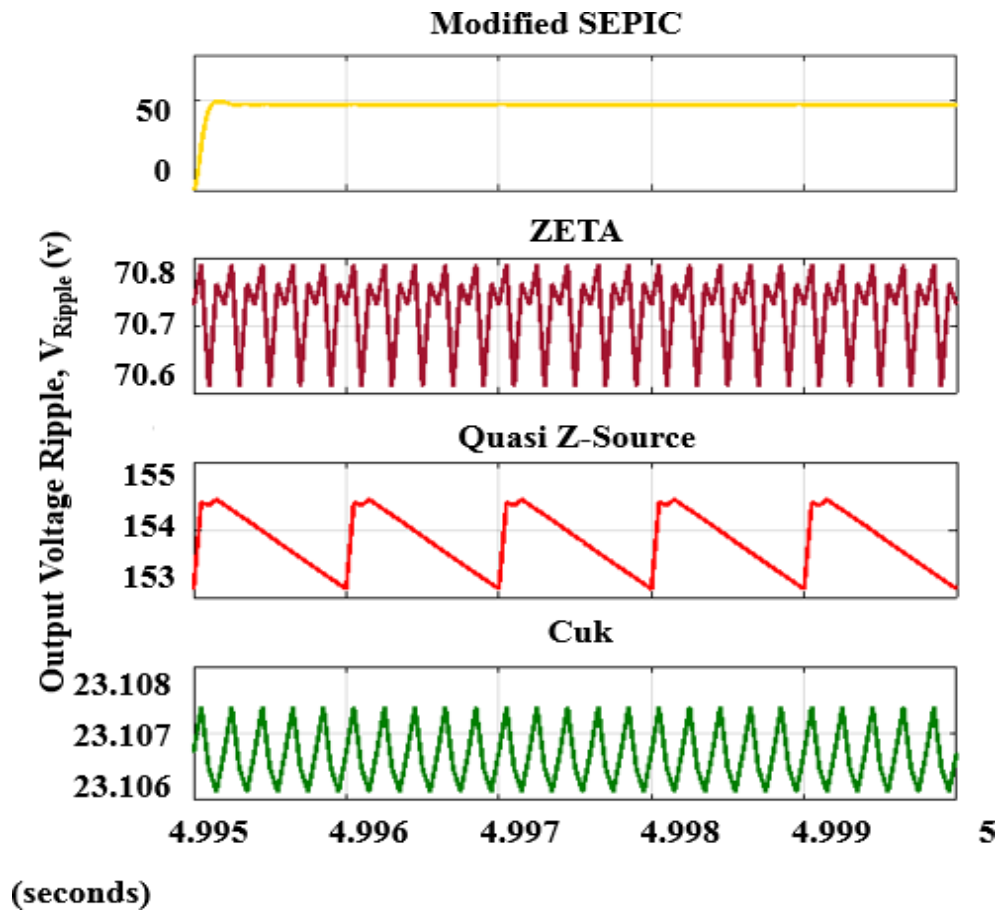 Modified SEPIC
50
0
ZETA
70.8
70.7
70.6
Quasi Z-Source
155
154
153
Cuk
23.108
23.107
23.106
4.995 4.996 4.997 4.998 4.999 5
(seconds)
Output Voltage Ripple, VRipple (v)